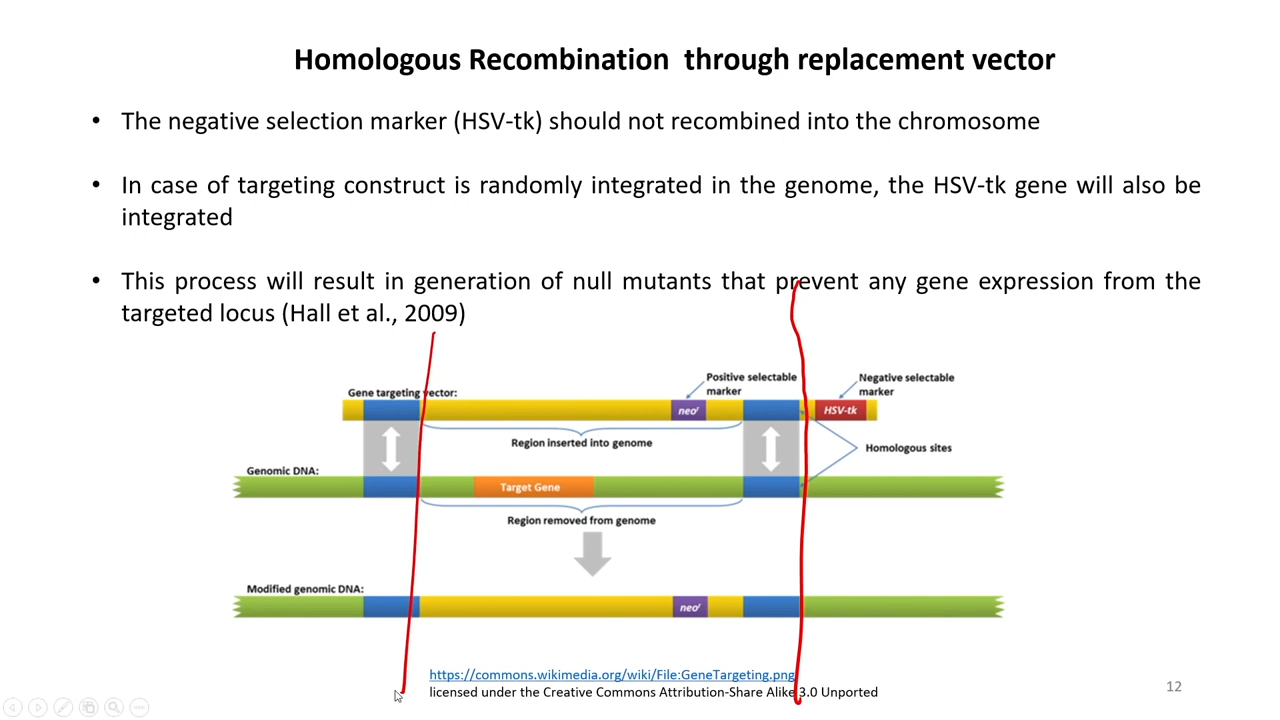 Homologous Recombination through replacement vector
• The negative selection marker (HSV-tk) should not recombined into the chromosome
• In case of targeting construct is randomly integrated in the genome, the HSV-tk gene will also be
integrated
• This process will result in generation of null mutants that prevent any gene expression from the
targeted locus (Hall et al., 2009)
Positive selectable
marker
Negative selectable
marker
Gene targeting vector:
neoʳ
HSV-tk
Region inserted into genome
Homologous sites
Genomic DNA:
Target Gene
Region removed from genome
Modified genomic DNA:
neoʳ
https://commons.wikimedia.org/wiki/File:GeneTargeting.png
licensed under the Creative Commons Attribution-Share Alike 3.0 Unported
12